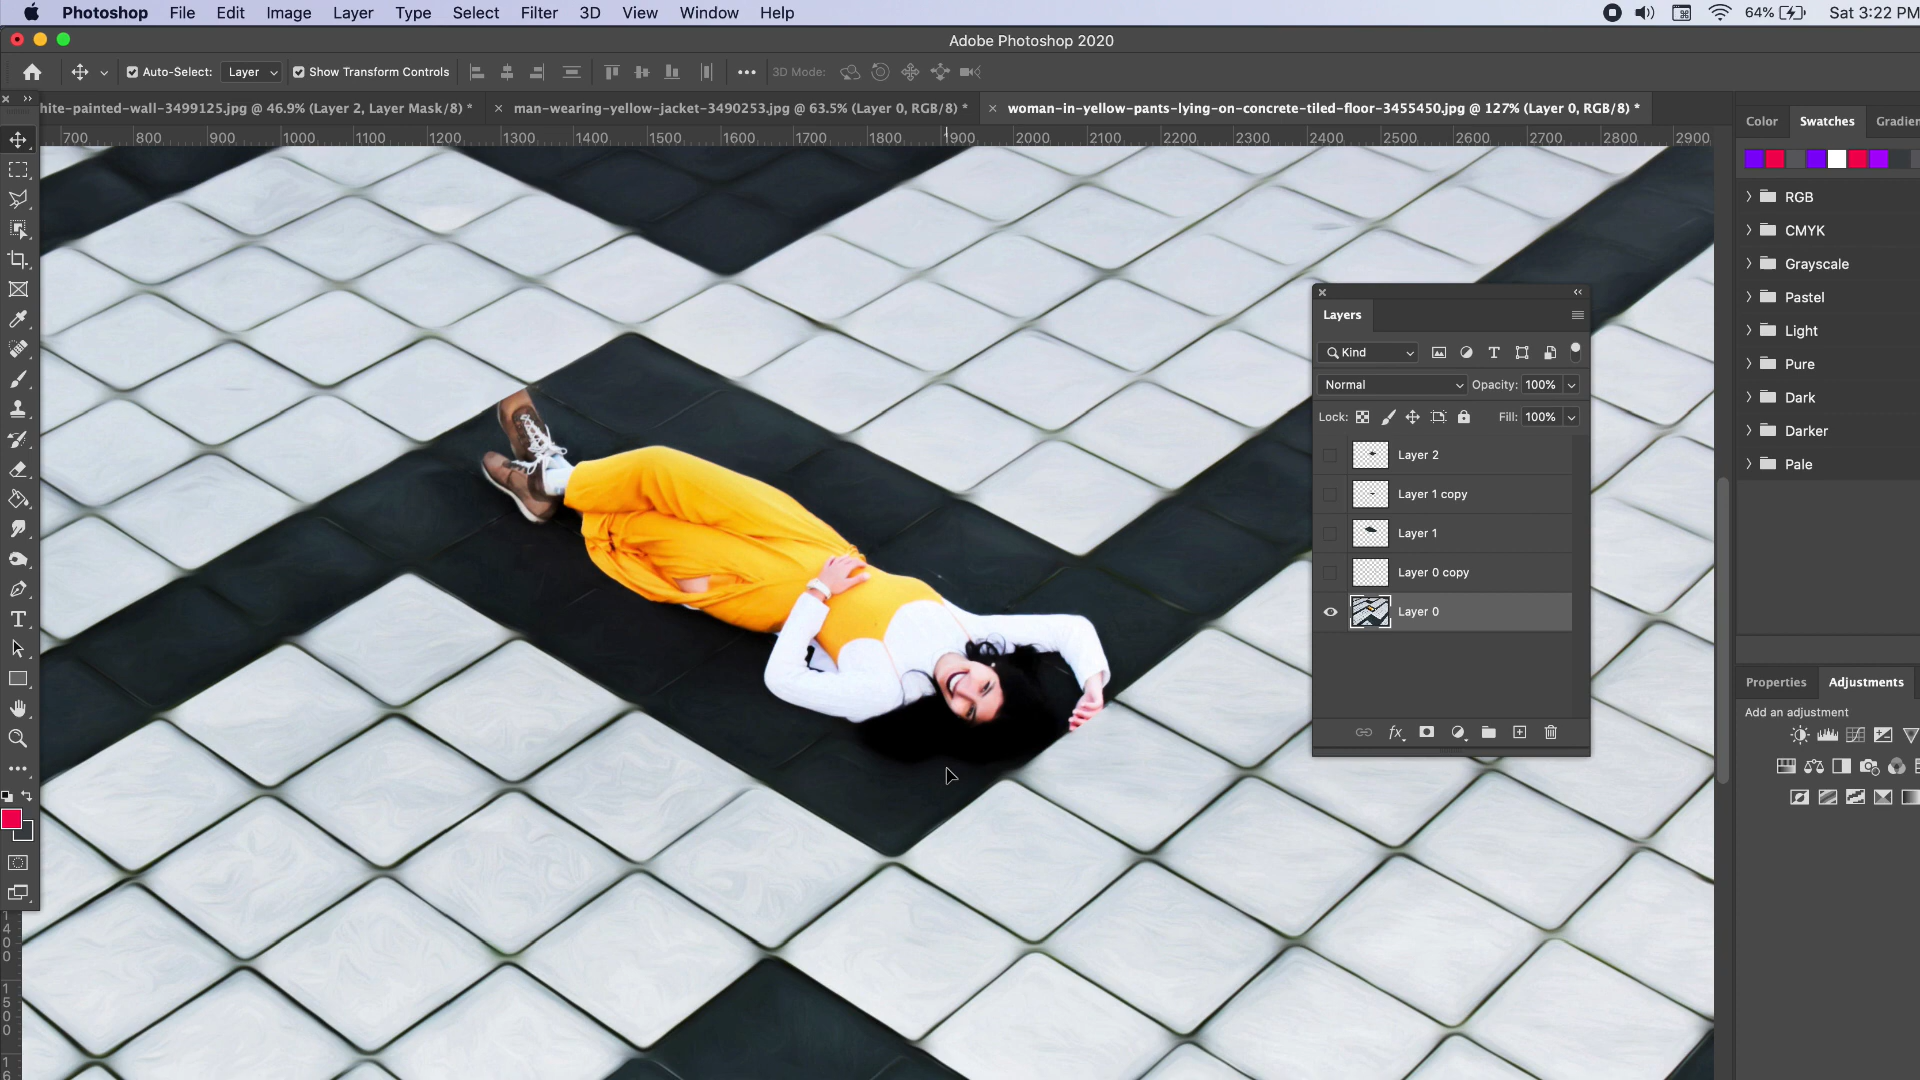 Photoshop File Edit Image Layer Type Select Filter 3D View Window Help 64% Sat 3:22 PM
Adobe Photoshop 2020
Auto-Select: Layer Show Transform Controls 3D Mode:
hite-painted-wall-3499125.jpg @ 46.9% (Layer 2, Layer Mask/8) * man-wearing-yellow-jacket-3490253.jpg @ 63.5% (Layer 0, RGB/8) * woman-in-yellow-pants-lying-on-concrete-tiled-floor-3455450.jpg @ 127% (Layer 0, RGB/8) *
700 800 900 1000 1100 1200 1300 1400 1500 1600 1700 1800 1900 2000 2100 2200 2300 2400 2500 2600 2700 2800 2900
Color Swatches Gradien
RGB
CMYK
Grayscale
Pastel
Light
Pure
Dark
Darker
Pale
Layers
Kind
Normal Opacity: 100%
Lock: Fill: 100%
Layer 2
Layer 1 copy
Layer 1
Layer 0 copy
Layer 0
fx
Properties Adjustments
Add an adjustment
1400
1500
16